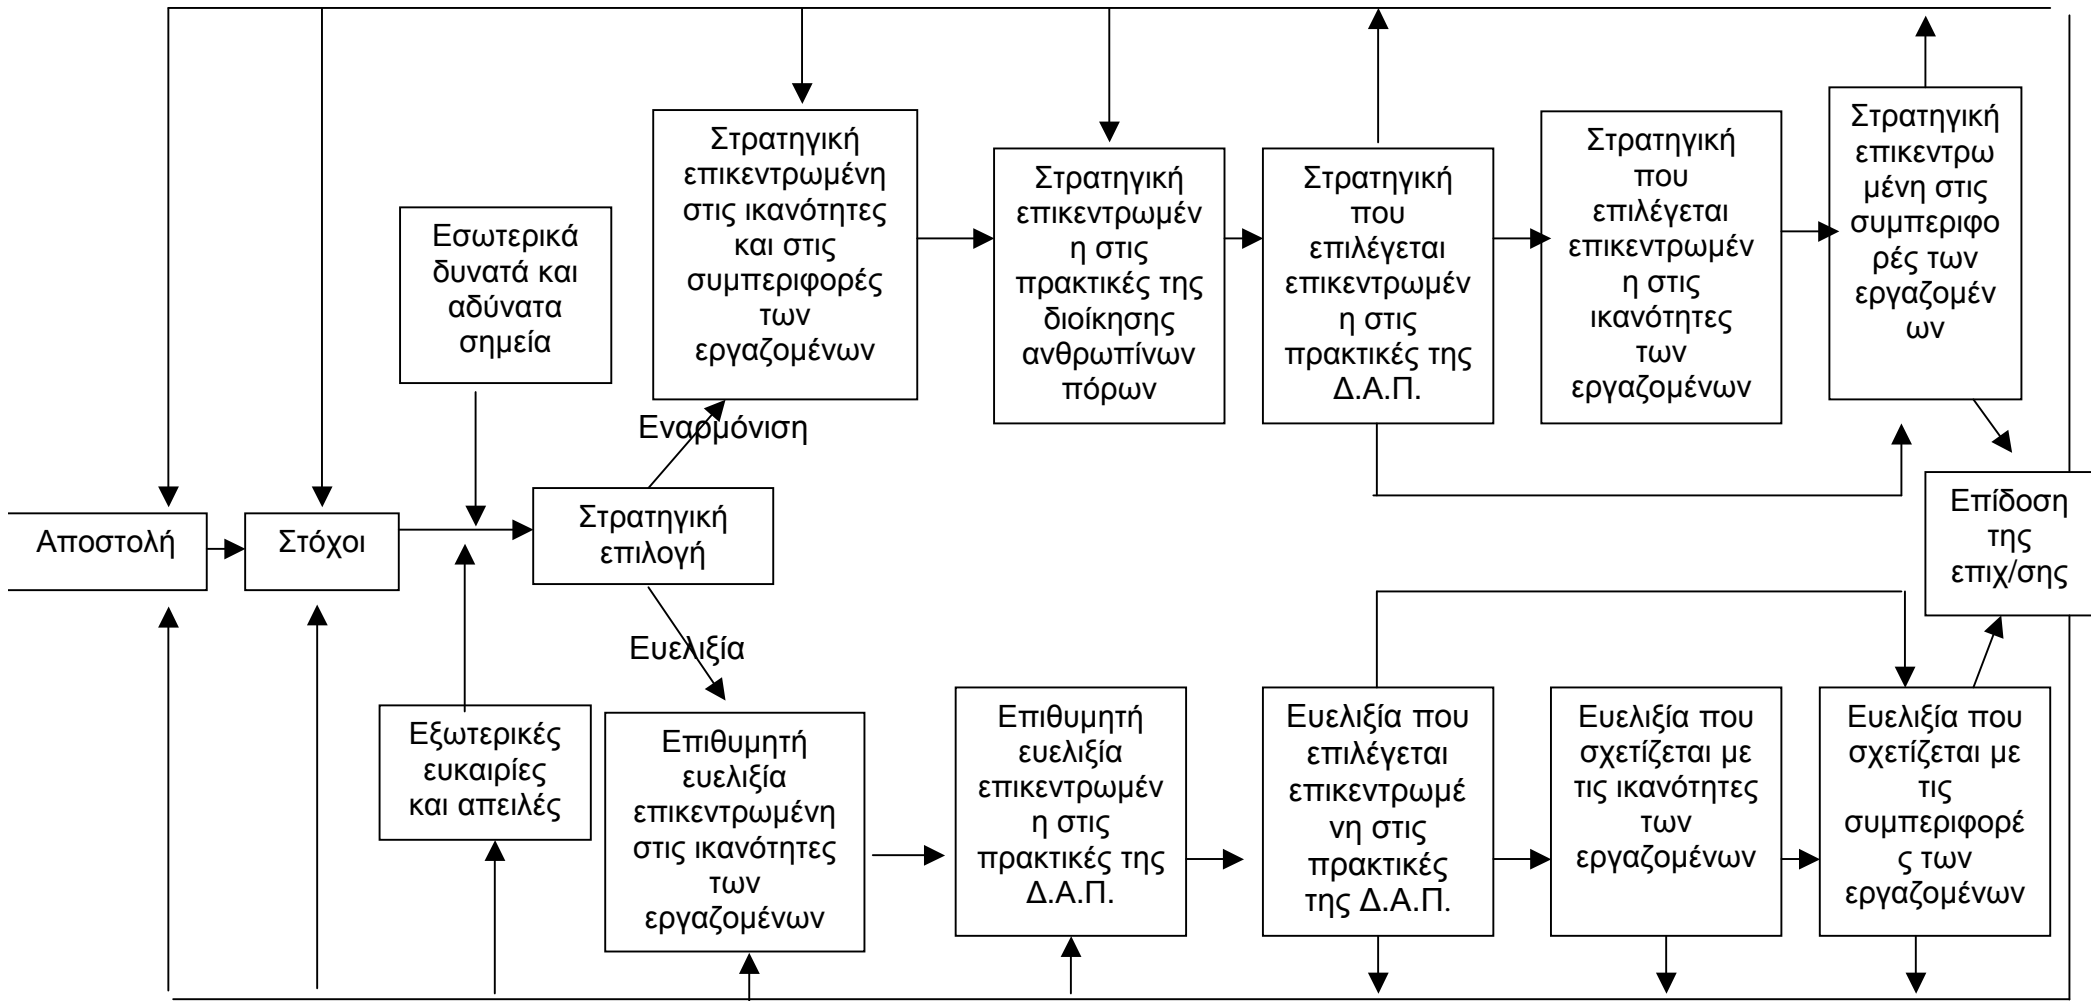 Στρατηγική
επικεντρωμένη
στις ικανότητες
και στις
συμπεριφορές
των
εργαζομένων
Στρατηγική
επικεντρωμέν
η στις
πρακτικές της
διοίκησης
ανθρωπίνων
πόρων
Στρατηγική
που
επιλέγεται
επικεντρωμέν
η στις
πρακτικές της
Δ.Α.Π.
Στρατηγική
που
επιλέγεται
επικεντρωμέν
η στις
ικανότητες
των
εργαζομένων
Στρατηγική
επικεντρω
μένη στις
συμπεριφο
ρές των
εργαζομέν
ων
Εσωτερικά
δυνατά και
αδύνατα
σημεία
Εναρμόνιση
Αποστολή
Στόχοι
Στρατηγική
επιλογή
Επίδοση
της
επιχ/σης
Ευελιξία
Εξωτερικές
ευκαιρίες
και απειλές
Επιθυμητή
ευελιξία
επικεντρωμένη
στις ικανότητες
των
εργαζομένων
Επιθυμητή
ευελιξία
επικεντρωμέν
η στις
πρακτικές της
Δ.Α.Π.
Ευελιξία που
επιλέγεται
επικεντρωμέ
νη στις
πρακτικές
της Δ.Α.Π.
Ευελιξία που
σχετίζεται με
τις ικανότητες
των
εργαζομένων
Ευελιξία που
σχετίζεται με
τις
συμπεριφορέ
ς των
εργαζομένων